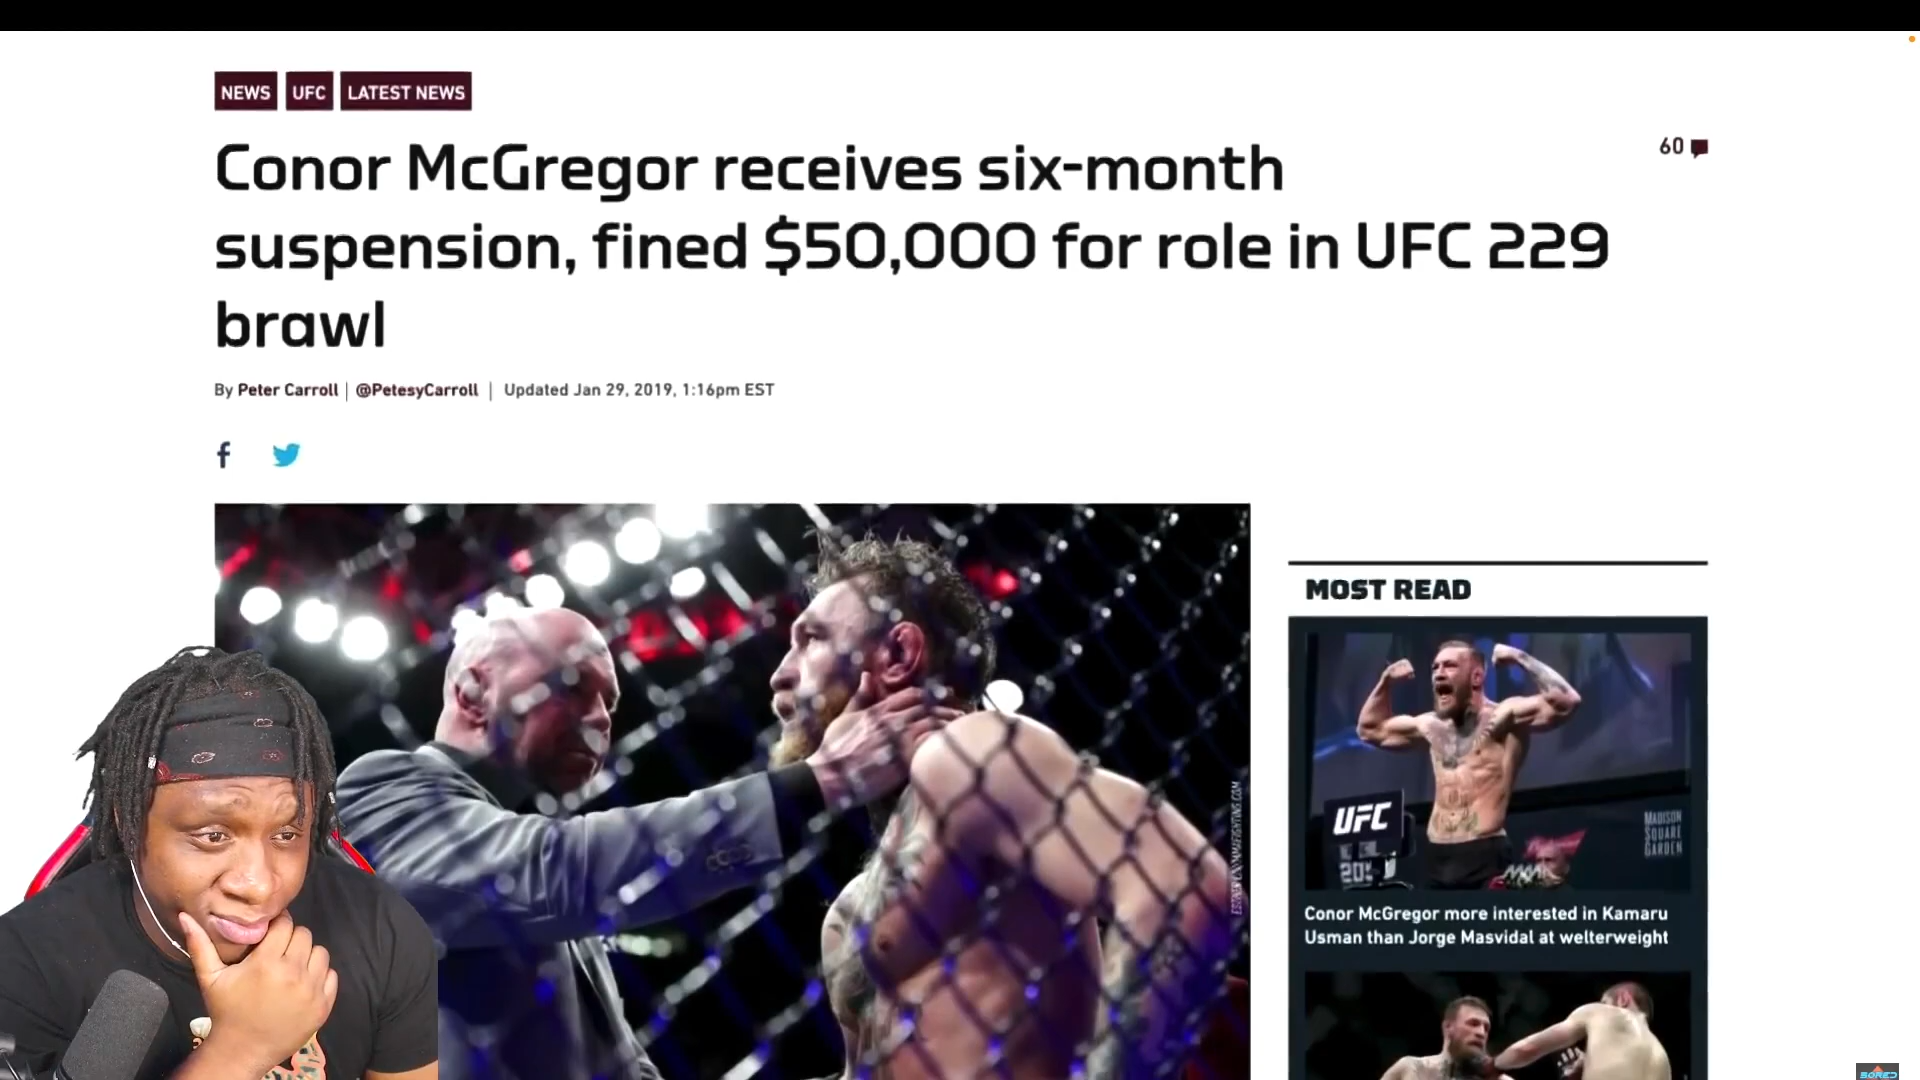 NEWS UFC LATEST NEWS
60
Conor McGregor receives six-month
suspension, fined $50,000 for role in UFC 229
brawl
By Peter Carroll | @PetesyCarroll | Updated Jan 29, 2019, 1:16pm EST
MOST READ
UFC
MADISON
SQUARE
GARDEN
Conor McGregor more interested in Kamaru
Usman than Jorge Masvidal at welterweight